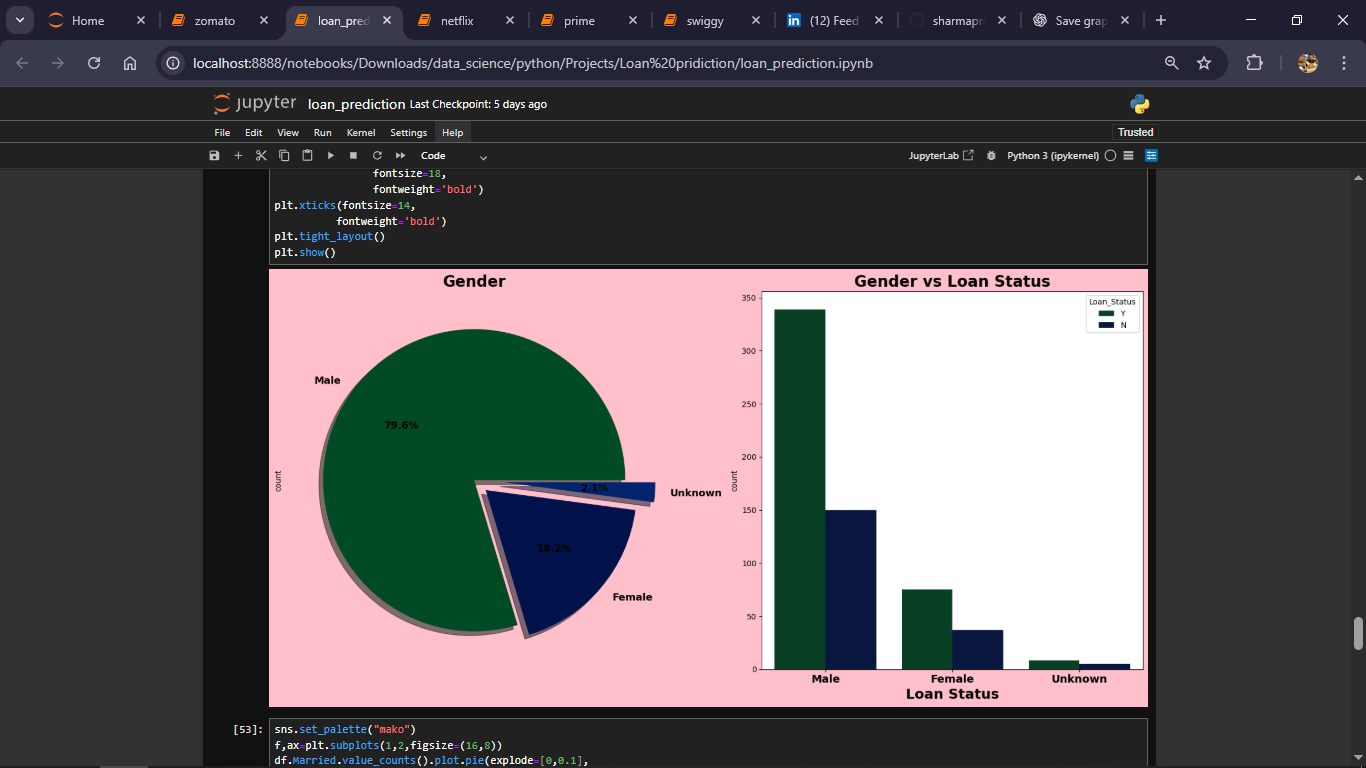 Home
zomato
loan_pred
netflix
prime
swiggy
(12) Feed
sharmapra
Save grap
localhost:8888/notebooks/Downloads/data_science/python/Projects/Loan%20pridiction/loan_prediction.ipynb
jupyter loan_prediction Last Checkpoint: 5 days ago
File Edit View Run Kernel Settings Help Trusted
Code JupyterLab Python 3 (ipykernel)
fontsize=18,
fontweight='bold')
plt.xticks(fontsize=14,
fontweight='bold')
plt.tight_layout()
plt.show()
Gender
Male
79.6%
2.1%
Unknown
18.2%
Female
count
Gender vs Loan Status
Loan_Status
Y
N
350
300
250
200
150
100
50
0
count
Male Female Unknown
Loan Status
[53]:
sns.set_palette("mako")
f,ax=plt.subplots(1,2,figsize=(16,8))
df.Married.value_counts().plot.pie(explode=[0,0.1],